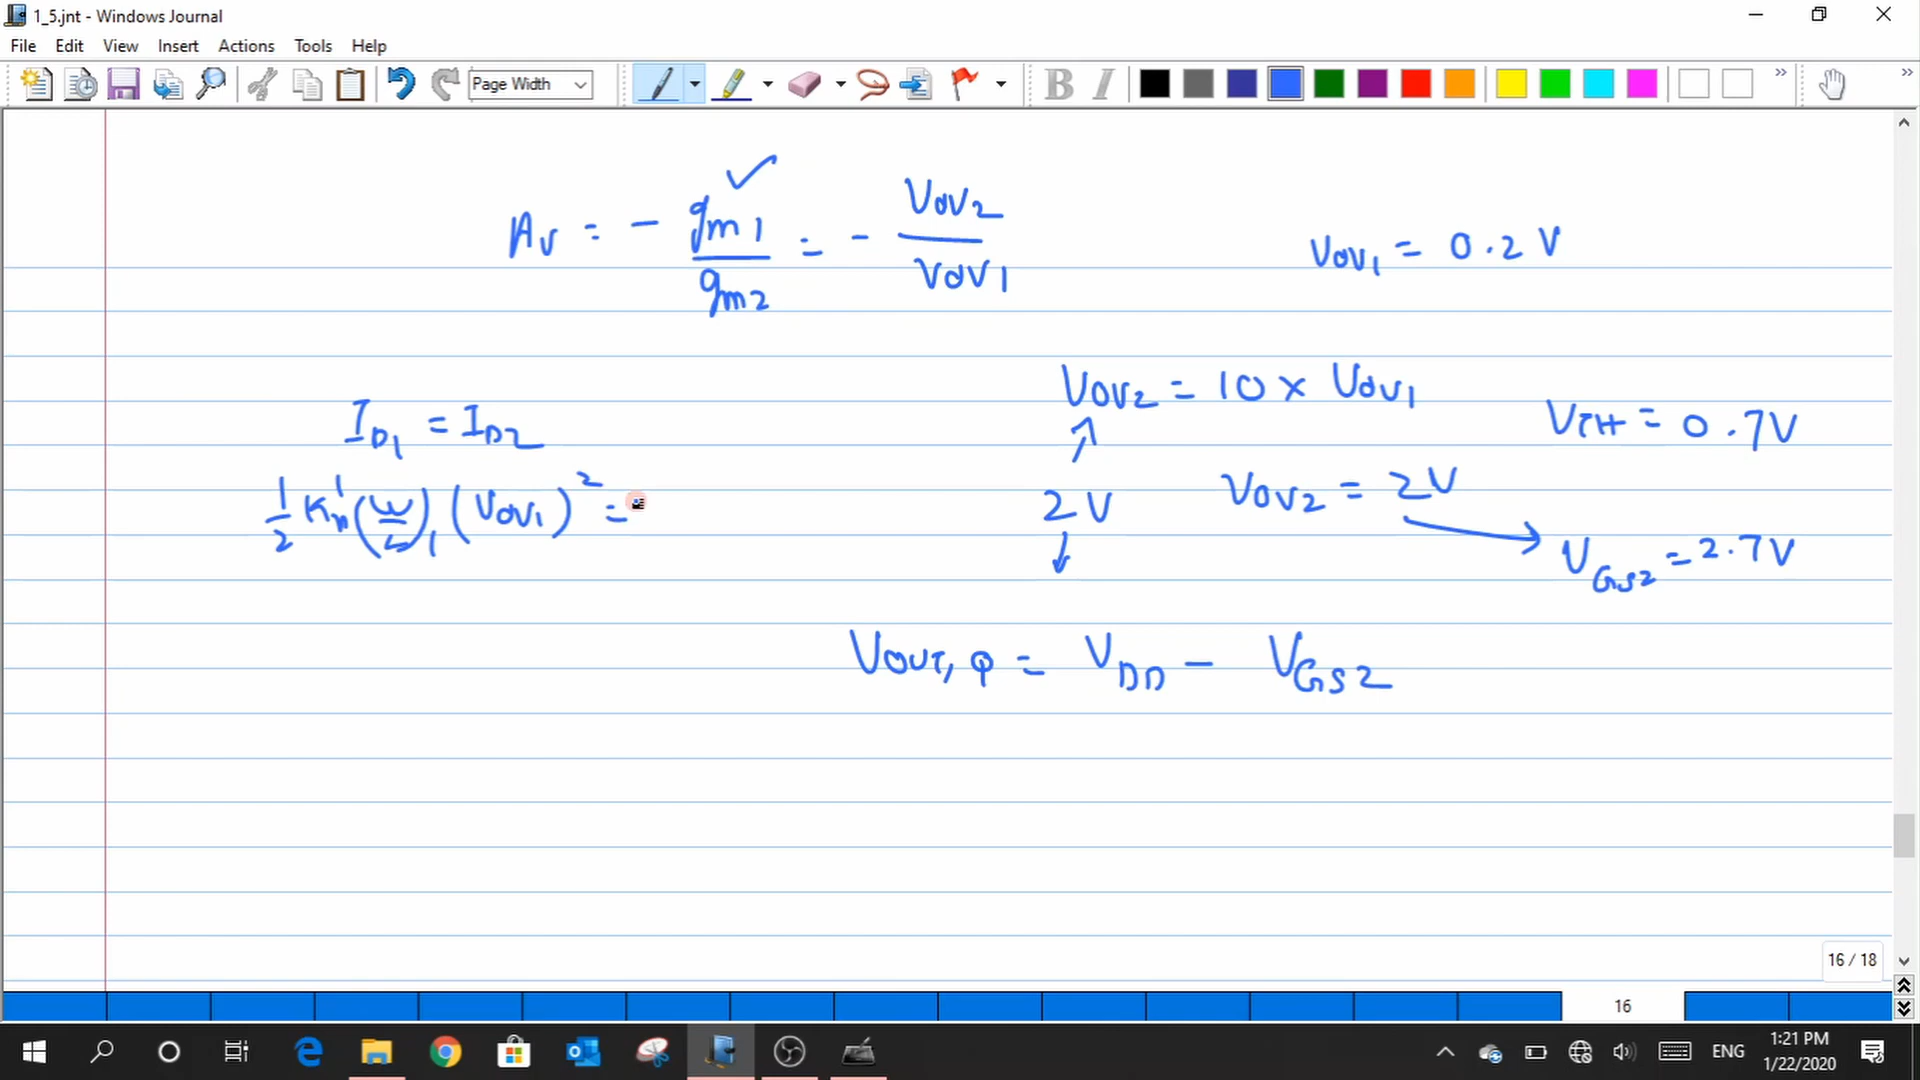 1_5.jnt - Windows Journal
File Edit View Insert Actions Tools Help
Page Width
B I
Av = - gm1/gm2 = - Vov2/Vov1
Vov1 = 0.2 V
Vov2 = 10 x Vov1
VTH = 0.7V
ID1 = ID2
1/2 Kn' (W/L)1 (Vov1)² =
2 V
Vov2 = 2V
VGS2 = 2.7V
VOUT, Q = VDD - VGS2
16 / 18
16
ENG
1:21 PM
1/22/2020